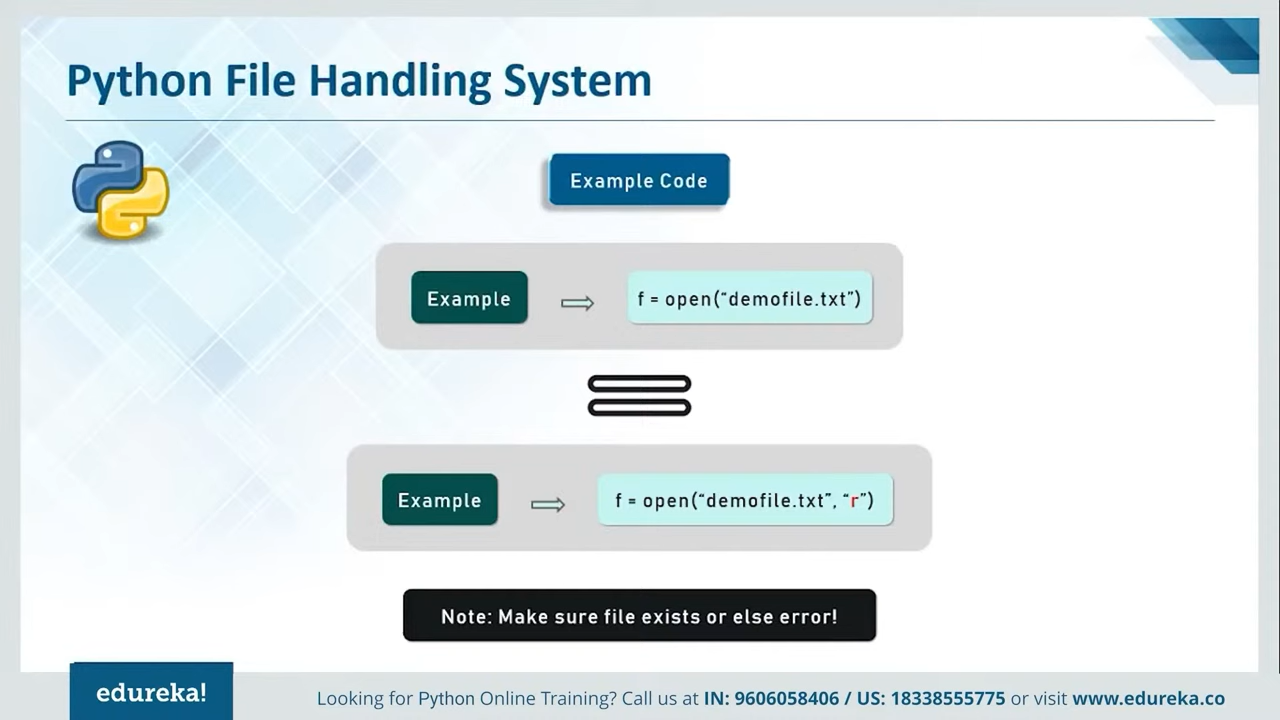 Python File Handling System
Example Code
Example
f = open(“demofile.txt”)
Example
f = open(“demofile.txt”, “r”)
Note: Make sure file exists or else error!
edureka!
Looking for Python Online Training? Call us at IN: 9606058406 / US: 18338555775 or visit www.edureka.co